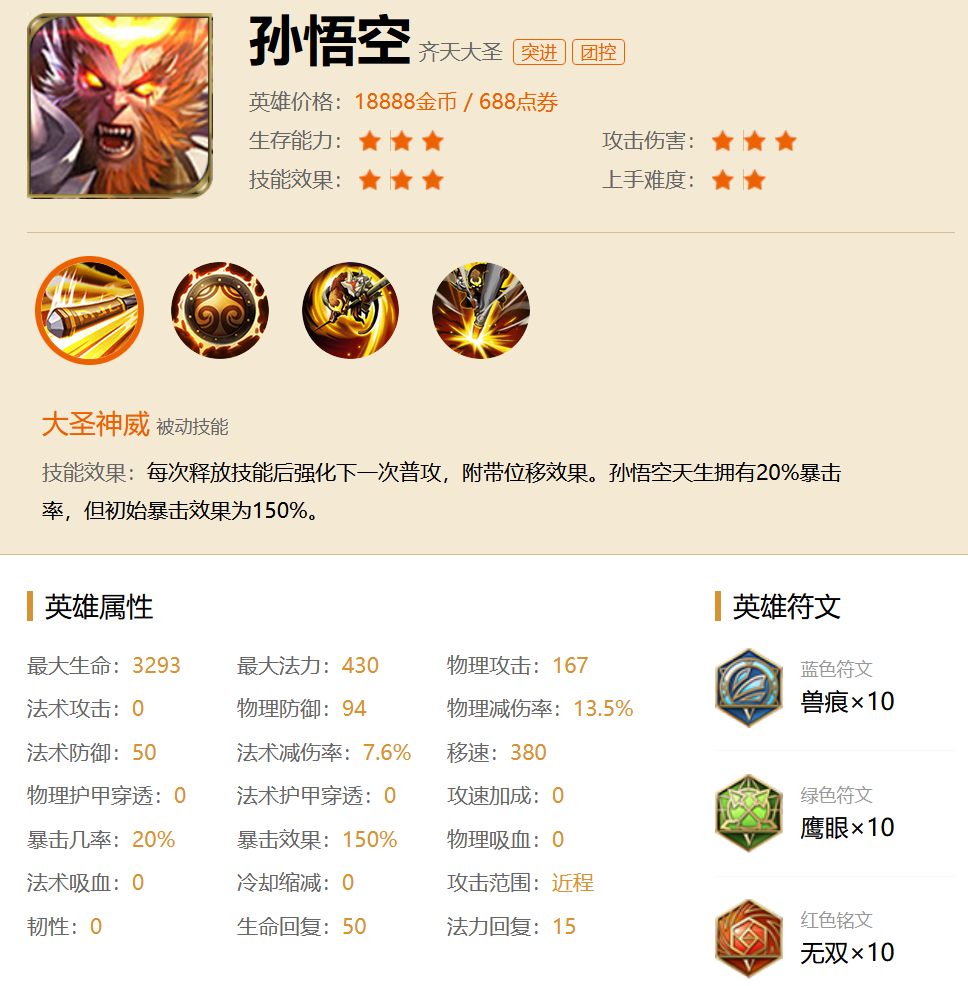 孙悟空 齐天大圣 突进 团控
英雄价格：18888金币 / 688点券
生存能力： 攻击伤害：
技能效果： 上手难度：
大圣神威 被动技能
技能效果：每次释放技能后强化下一次普攻，附带位移效果。孙悟空天生拥有20%暴击
率，但初始暴击效果为150%。
英雄属性
最大生命：3293 最大法力：430 物理攻击：167
法术攻击：0 物理防御：94 物理减伤率：13.5%
法术防御：50 法术减伤率：7.6% 移速：380
物理护甲穿透：0 法术护甲穿透：0 攻速加成：0
暴击几率：20% 暴击效果：150% 物理吸血：0
法术吸血：0 冷却缩减：0 攻击范围：近程
韧性：0 生命回复：50 法力回复：15
英雄符文
蓝色符文
兽痕×10
V
绿色符文
鹰眼×10
V
红色铭文
无双×10
V